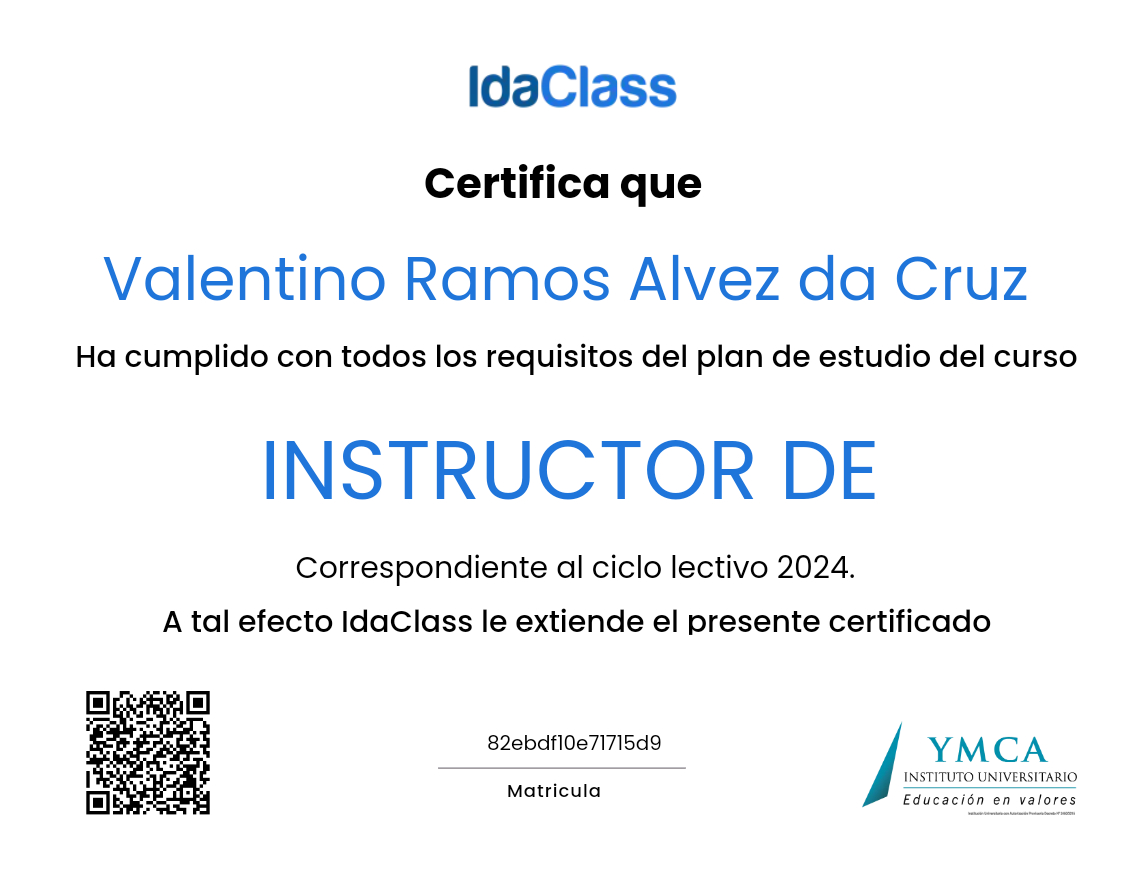 IdaClass
Certifica que
Valentino Ramos Alvez da Cruz
Ha cumplido con todos los requisitos del plan de estudio del curso
INSTRUCTOR DE
Correspondiente al ciclo lectivo 2024.
A tal efecto IdaClass le extiende el presente certificado
82ebdf10e71715d9
Matricula
YMCA
INSTITUTO UNIVERSITARIO
Educación en valores